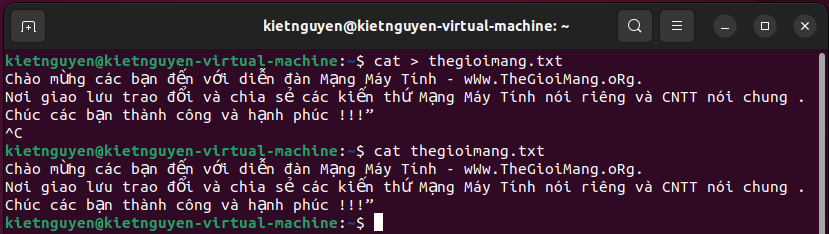 kietnguyen@kietnguyen-virtual-machine: ~
kietnguyen@kietnguyen-virtual-machine:~$ cat > thegioimang.txt
Chào mừng các bạn đến với diễn đàn Mạng Máy Tính - wWw.TheGioiMang.oRg.
Nơi giao lưu trao đổi và chia sẻ các kiến thứ Mạng Máy Tính nói riêng và CNTT nói chung .
Chúc các bạn thành công và hạnh phúc !!!”
^C
kietnguyen@kietnguyen-virtual-machine:~$ cat thegioimang.txt
Chào mừng các bạn đến với diễn đàn Mạng Máy Tính - wWw.TheGioiMang.oRg.
Nơi giao lưu trao đổi và chia sẻ các kiến thứ Mạng Máy Tính nói riêng và CNTT nói chung .
Chúc các bạn thành công và hạnh phúc !!!”
kietnguyen@kietnguyen-virtual-machine:~$